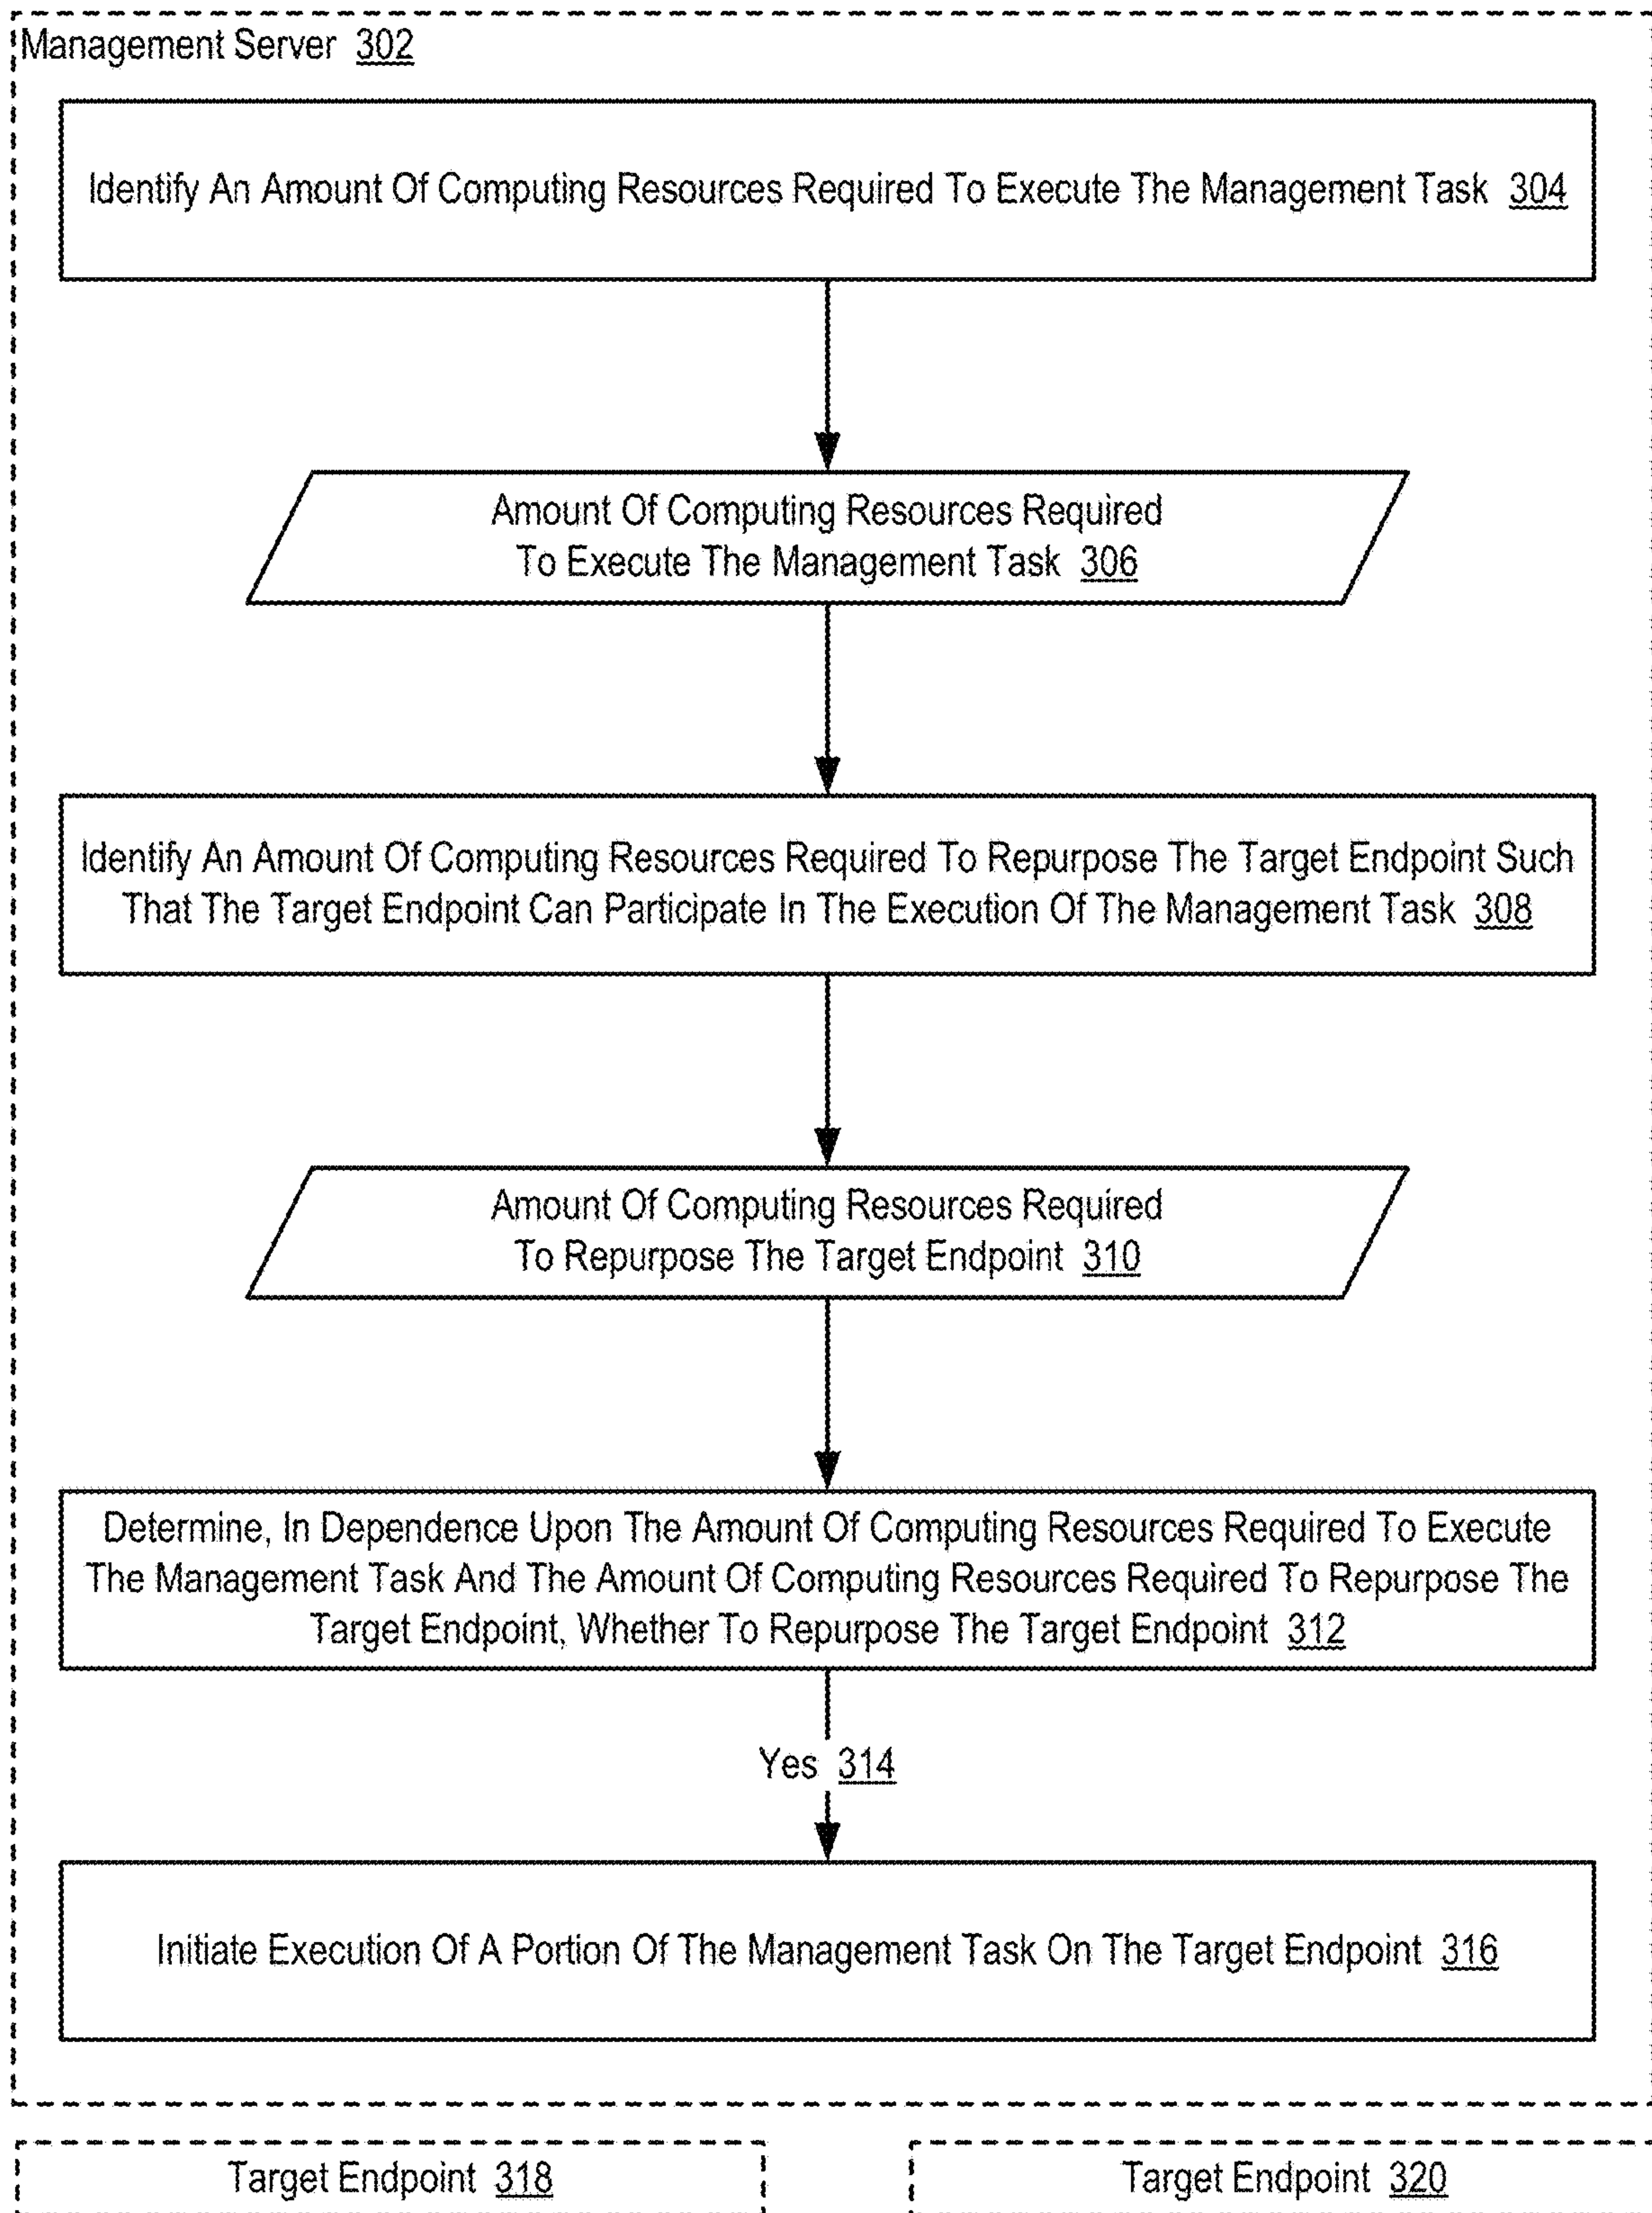 Management Server 302
Identify An Amount Of Computing Resources Required To Execute The Management Task 304
Amount Of Computing Resources Required
To Execute The Management Task 306
Identify An Amount Of Computing Resources Required To Repurpose The Target Endpoint Such
That The Target Endpoint Can Participate In The Execution Of The Management Task 308
Amount Of Computing Resources Required
To Repurpose The Target Endpoint 310
Determine, In Dependence Upon The Amount Of Computing Resources Required To Execute
The Management Task And The Amount Of Computing Resources Required To Repurpose The
Target Endpoint, Whether To Repurpose The Target Endpoint 312
Yes 314
Initiate Execution Of A Portion Of The Management Task On The Target Endpoint 316
Target Endpoint 318
Target Endpoint 320